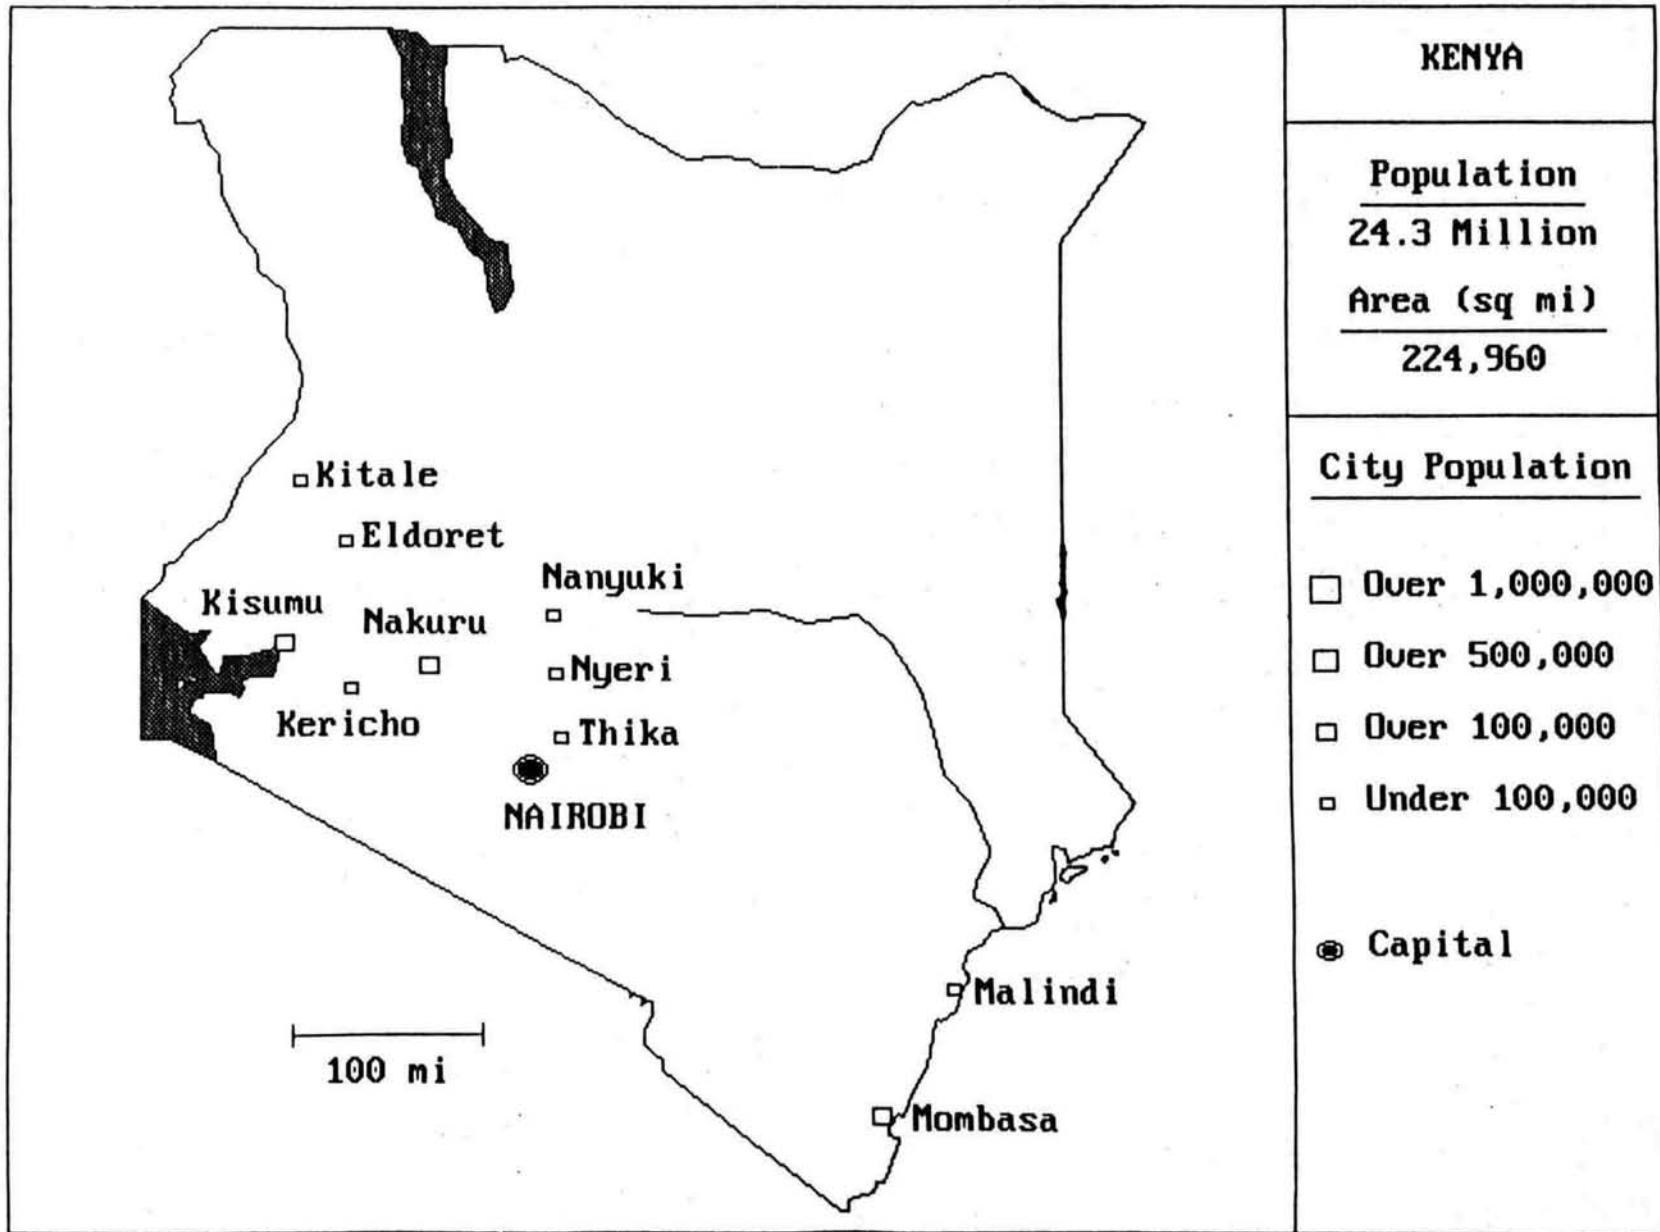 KENYA
Population
24.3 Million
Area (sq mi)
224,960
City Population
Over 1,000,000
Over 500,000
Over 100,000
Under 100,000
Capital
Kitale
Eldoret
Nanyuki
Kisumu
Nakuru
Nyeri
Kericho
Thika
NAIROBI
Malindi
100 mi
Mombasa